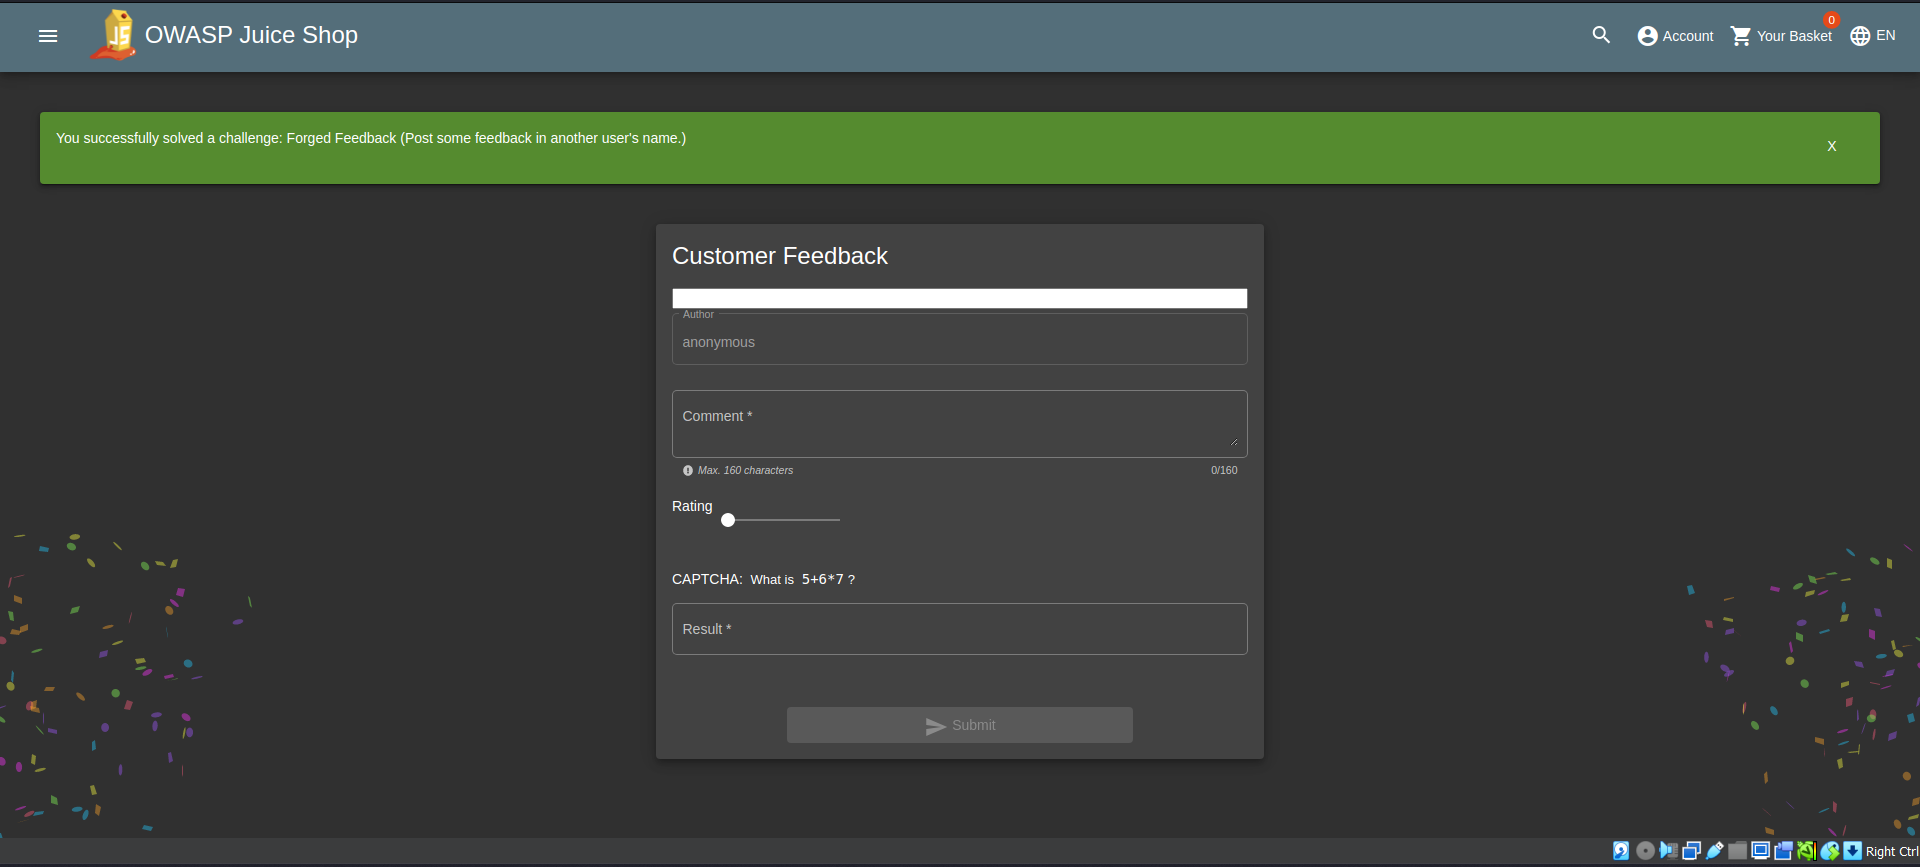 OWASP Juice Shop
Account
0
Your Basket
EN
You successfully solved a challenge: Forged Feedback (Post some feedback in another user's name.)
X
Customer Feedback
Author
anonymous
Comment *
Max. 160 characters
0/160
Rating
CAPTCHA: What is 5+6*7 ?
Result *
Submit
Right Ctrl